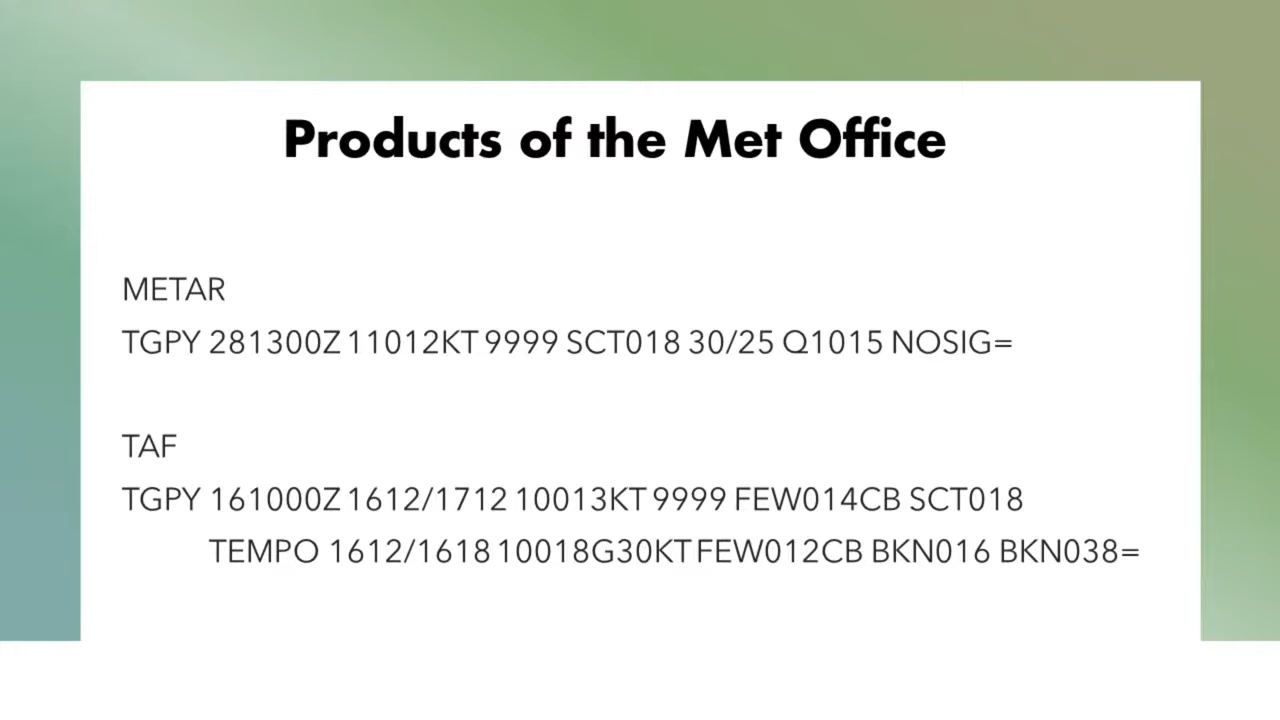 Products of the Met Office
METAR
TGPY 281300Z 11012KT 9999 SCT018 30/25 Q1015 NOSIG=
TAF
TGPY 161000Z 1612/1712 10013KT 9999 FEW014CB SCT018
TEMPO 1612/1618 10018G30KT FEW012CB BKN016 BKN038=